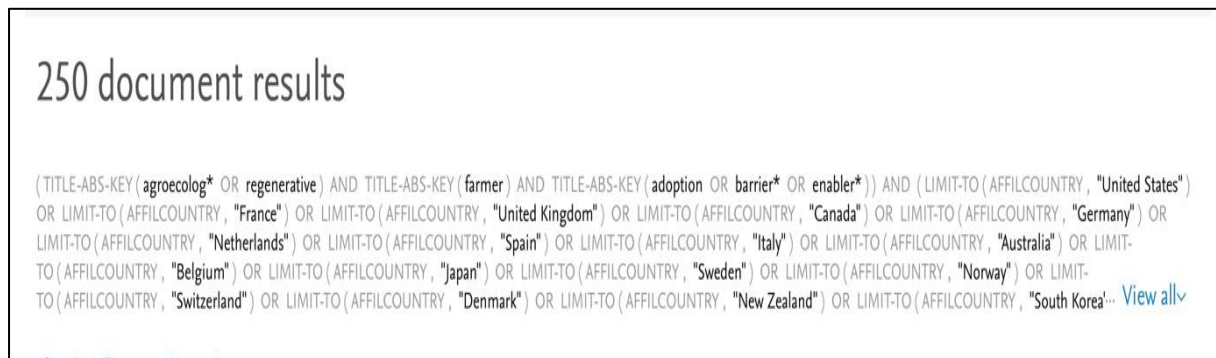 250 document results
(TITLE-ABS-KEY(agroecolog* OR regenerative) AND TITLE-ABS-KEY(farmer) AND TITLE-ABS-KEY(adoption OR barrier* OR enabler*)) AND (LIMIT-TO(AFFILCOUNTRY, "United States")
OR LIMIT-TO(AFFILCOUNTRY, "France") OR LIMIT-TO(AFFILCOUNTRY, "United Kingdom") OR LIMIT-TO(AFFILCOUNTRY, "Canada") OR LIMIT-TO(AFFILCOUNTRY, "Germany") OR
LIMIT-TO(AFFILCOUNTRY, "Netherlands") OR LIMIT-TO(AFFILCOUNTRY, "Spain") OR LIMIT-TO(AFFILCOUNTRY, "Italy") OR LIMIT-TO(AFFILCOUNTRY, "Australia") OR LIMIT-
TO(AFFILCOUNTRY, "Belgium") OR LIMIT-TO(AFFILCOUNTRY, "Japan") OR LIMIT-TO(AFFILCOUNTRY, "Sweden") OR LIMIT-TO(AFFILCOUNTRY, "Norway") OR LIMIT-
TO(AFFILCOUNTRY, "Switzerland") OR LIMIT-TO(AFFILCOUNTRY, "Denmark") OR LIMIT-TO(AFFILCOUNTRY, "New Zealand") OR LIMIT-TO(AFFILCOUNTRY, "South Korea"... View all